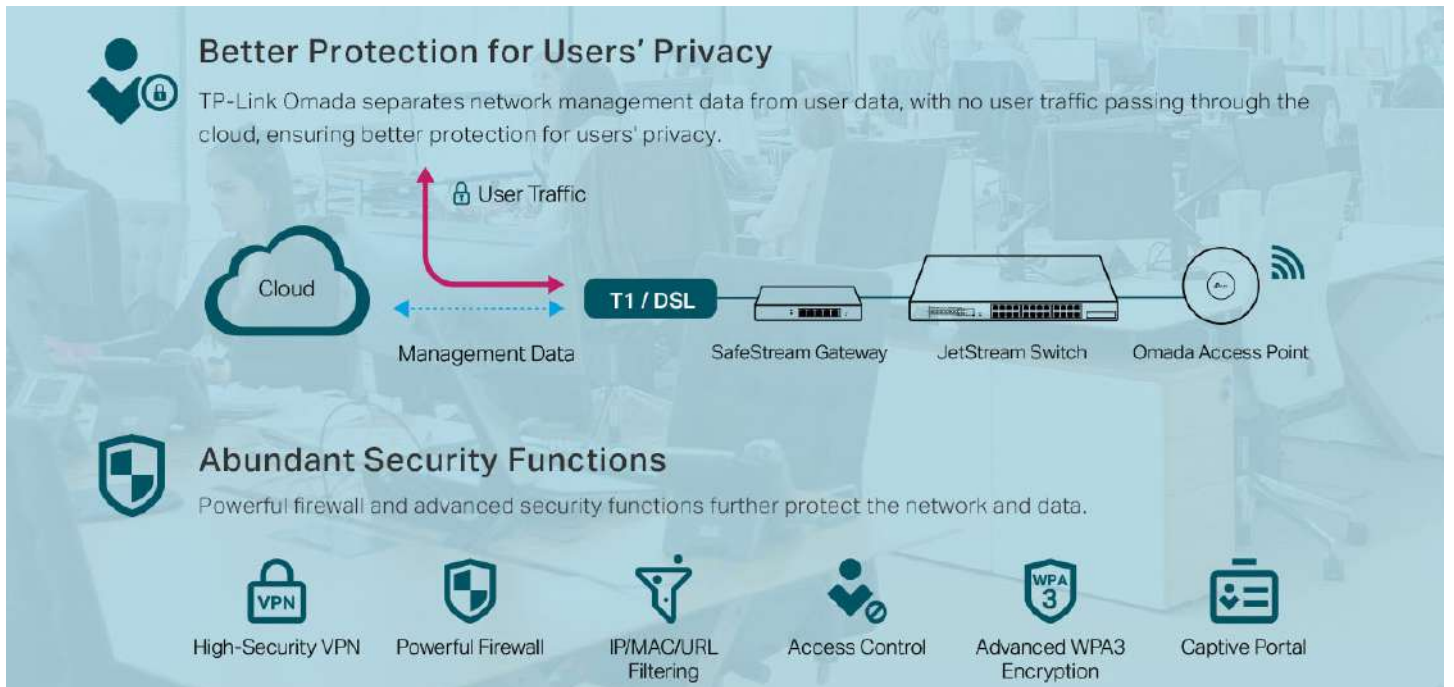 Better Protection for Users' Privacy
TP-Link Omada separates network management data from user data, with no user traffic passing through the
cloud, ensuring better protection for users' privacy.
User Traffic
Cloud
T1 / DSL
Management Data
SafeStream Gateway
JetStream Switch
Omada Access Point
Abundant Security Functions
Powerful firewall and advanced security functions further protect the network and data.
VPN
WPA
3
High-Security VPN
Powerful Firewall
IP/MAC/URL
Filtering
Access Control
Advanced WPA3
Encryption
Captive Portal